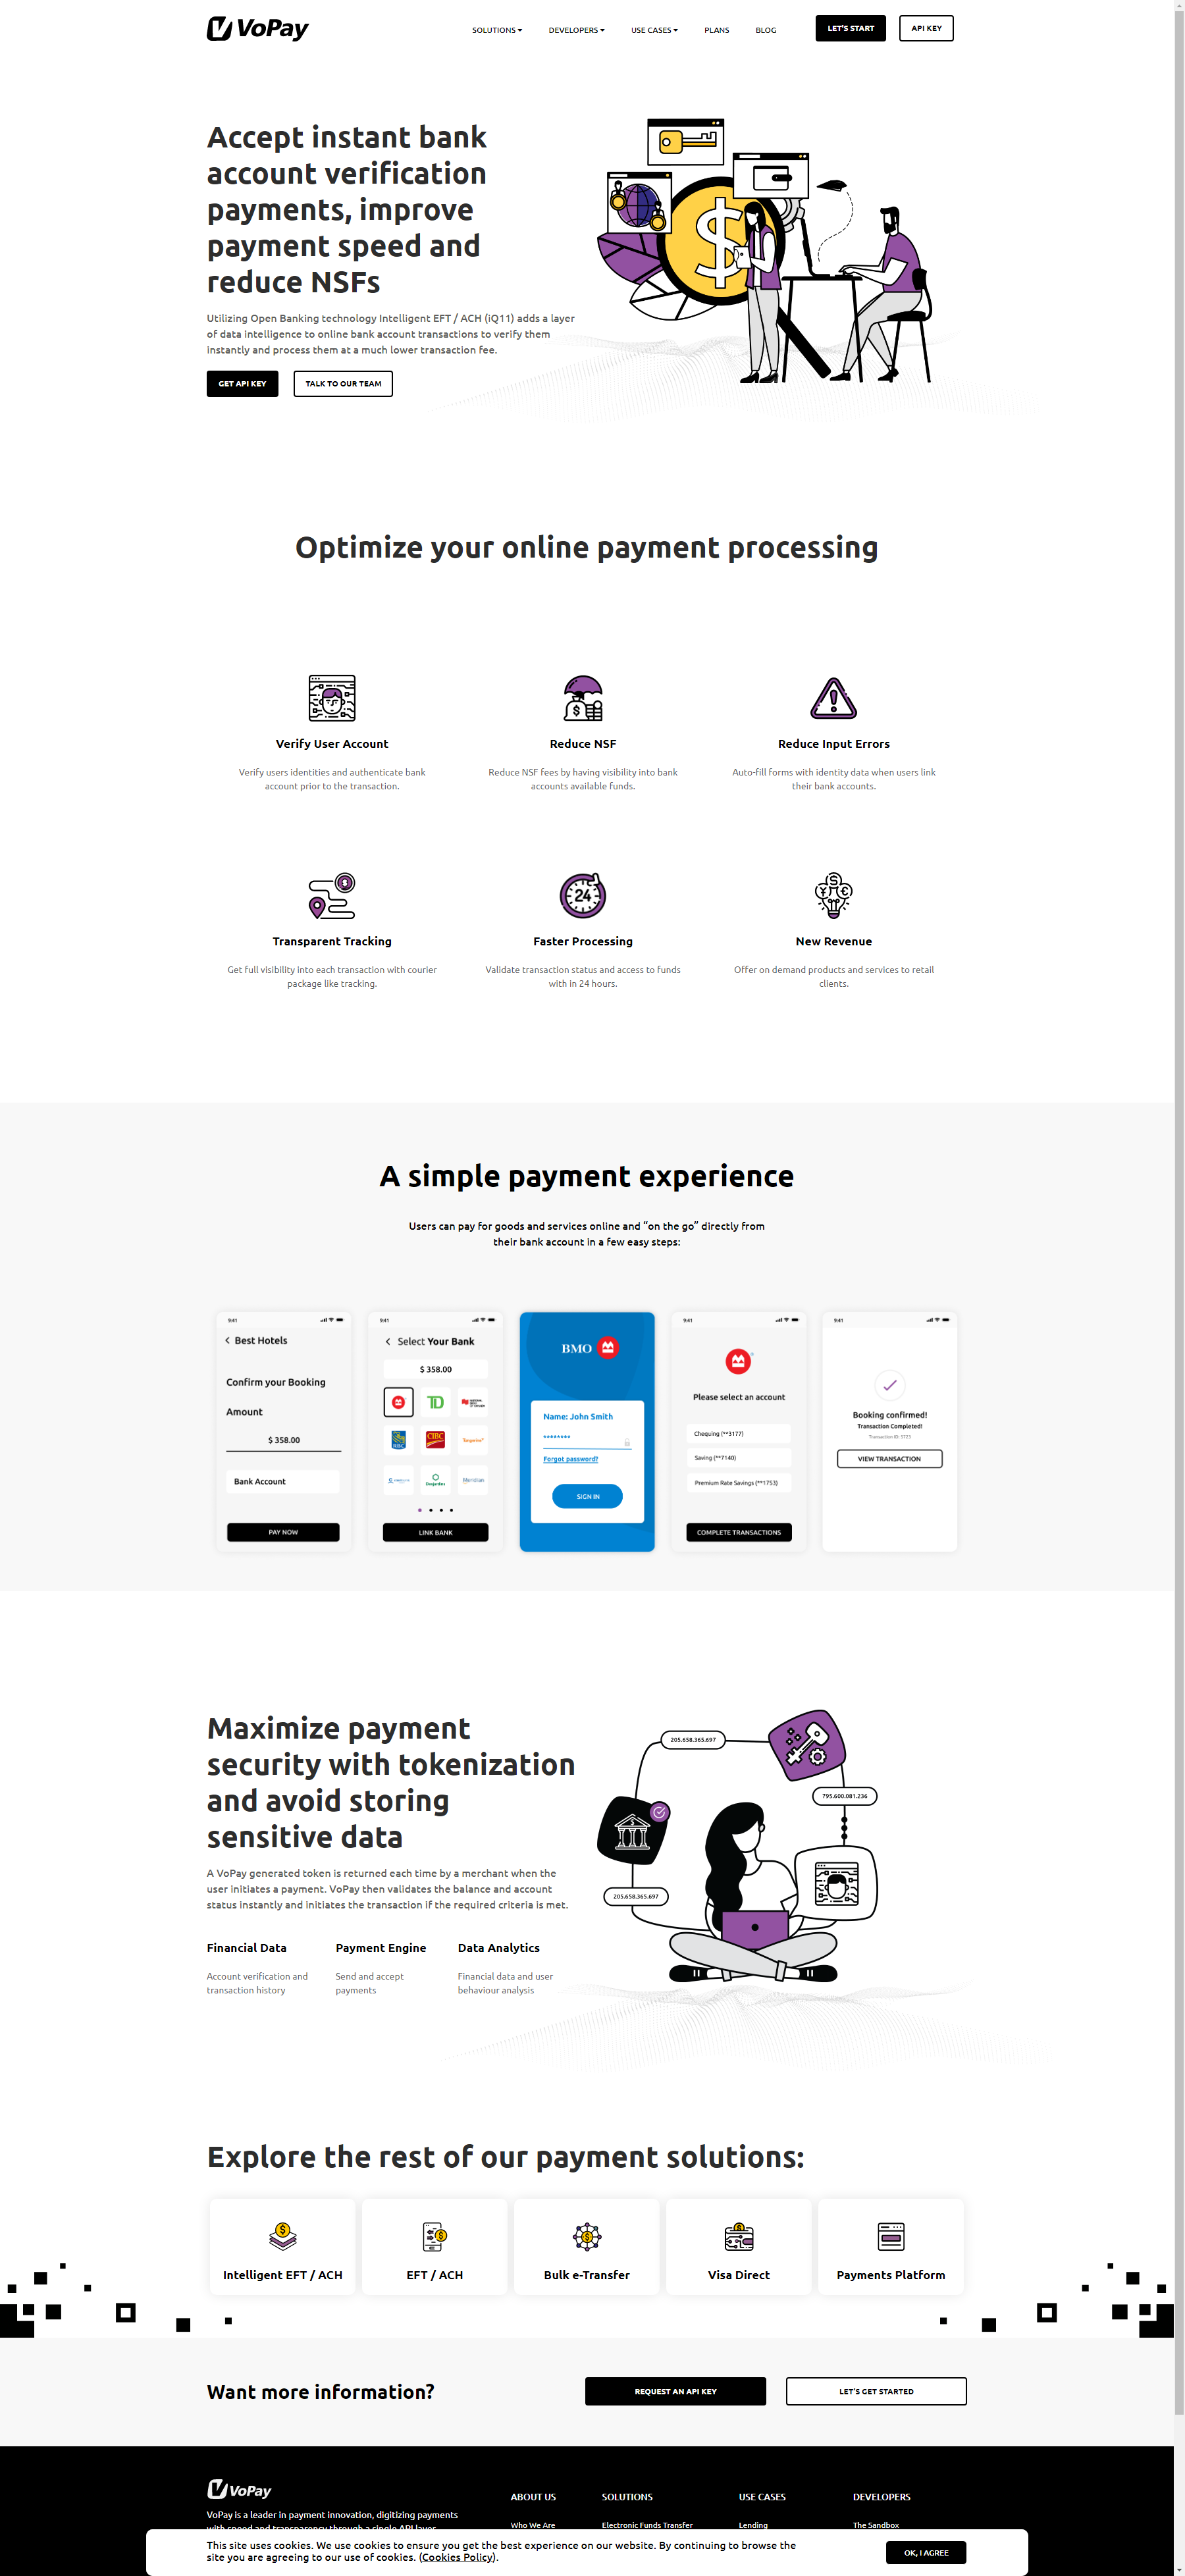 VoPay
SOLUTIONS
DEVELOPERS
USE CASES
PLANS
BLOG
LET'S START
API KEY
Accept instant bank
account verification
payments, improve
payment speed and
reduce NSFs
Utilizing Open Banking technology Intelligent EFT / ACH (iQ11) adds a layer
of data intelligence to online bank account transactions to verify them
instantly and process them at a much lower transaction fee.
GET API KEY
TALK TO OUR TEAM
Optimize your online payment processing
Verify User Account
Verify users identities and authenticate bank
account prior to the transaction.
Reduce NSF
Reduce NSF fees by having visibility into bank
accounts available funds.
Reduce Input Errors
Auto-fill forms with identity data when users link
their bank accounts.
Transparent Tracking
Get full visibility into each transaction with courier
package like tracking.
24
Faster Processing
Validate transaction status and access to funds
with in 24 hours.
New Revenue
Offer on demand products and services to retail
clients.
A simple payment experience
Users can pay for goods and services online and “on the go” directly from
their bank account in a few easy steps:
9:41
Best Hotels
Confirm your Booking
Amount
$ 358.00
Bank Account
PAY NOW
9:41
Select Your Bank
$ 358.00
TD
RBC
CIBC
Tangerine
Desjardins
Meridian
LINK BANK
BMO
Name: John Smith
********
Forgot password?
SIGN IN
9:41
Please select an account
Chequing (**3177)
Saving (**7140)
Premium Rate Savings (**1753)
COMPLETE TRANSACTIONS
9:41
Booking confirmed!
Transaction Completed!
Transaction ID: 3733
VIEW TRANSACTION
Maximize payment
security with tokenization
and avoid storing
sensitive data
A VoPay generated token is returned each time by a merchant when the
user initiates a payment. VoPay then validates the balance and account
status instantly and initiates the transaction if the required criteria is met.
Financial Data
Account verification and
transaction history
Payment Engine
Send and accept
payments
Data Analytics
Financial data and user
behaviour analysis
205.658.365.697
795.600.081.236
205.658.365.697
Explore the rest of our payment solutions:
Intelligent EFT / ACH
EFT / ACH
Bulk e-Transfer
Visa Direct
Payments Platform
Want more information?
REQUEST AN API KEY
LET'S GET STARTED
VoPay
VoPay is a leader in payment innovation, digitizing payments
with speed and transparency through a single API layer.
ABOUT US
Who We Are
SOLUTIONS
Electronic Funds Transfer
USE CASES
Lending
DEVELOPERS
The Sandbox
This site uses cookies. We use cookies to ensure you get the best experience on our website. By continuing to browse the
site you are agreeing to our use of cookies. (Cookies Policy).
OK, I AGREE